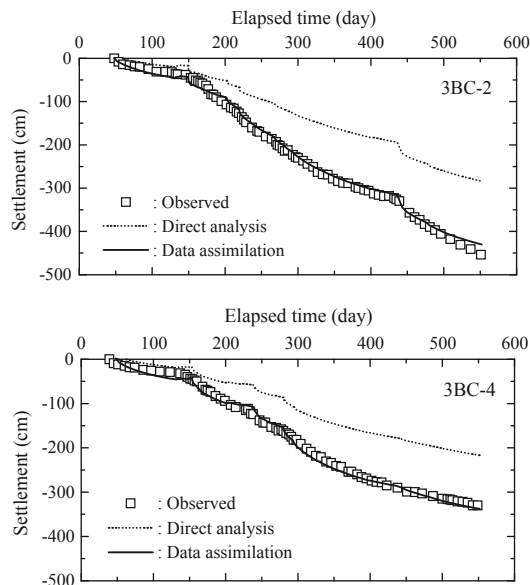 Elapsed time (day)
0 100 200 300 400 500 600
0
-100
-200
-300
-400
-500
Settlement (cm)
3BC-2
: Observed
: Direct analysis
: Data assimilation
Elapsed time (day)
0 100 200 300 400 500 600
0
-100
-200
-300
-400
-500
Settlement (cm)
3BC-4
: Observed
: Direct analysis
: Data assimilation